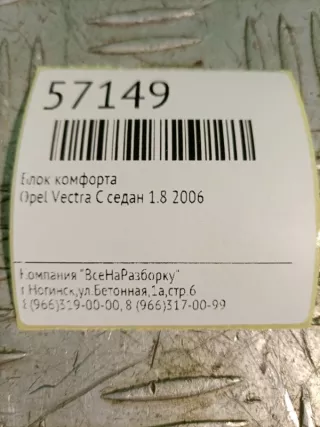 57149
Блок комфорта
Opel Vectra C седан 1.8 2006
Компания "ВсеНаРазборку"
г.Ногинск,ул.Бетонная,1а,стр.6
8 (966)319-00-00, 8 (966)317-00-99